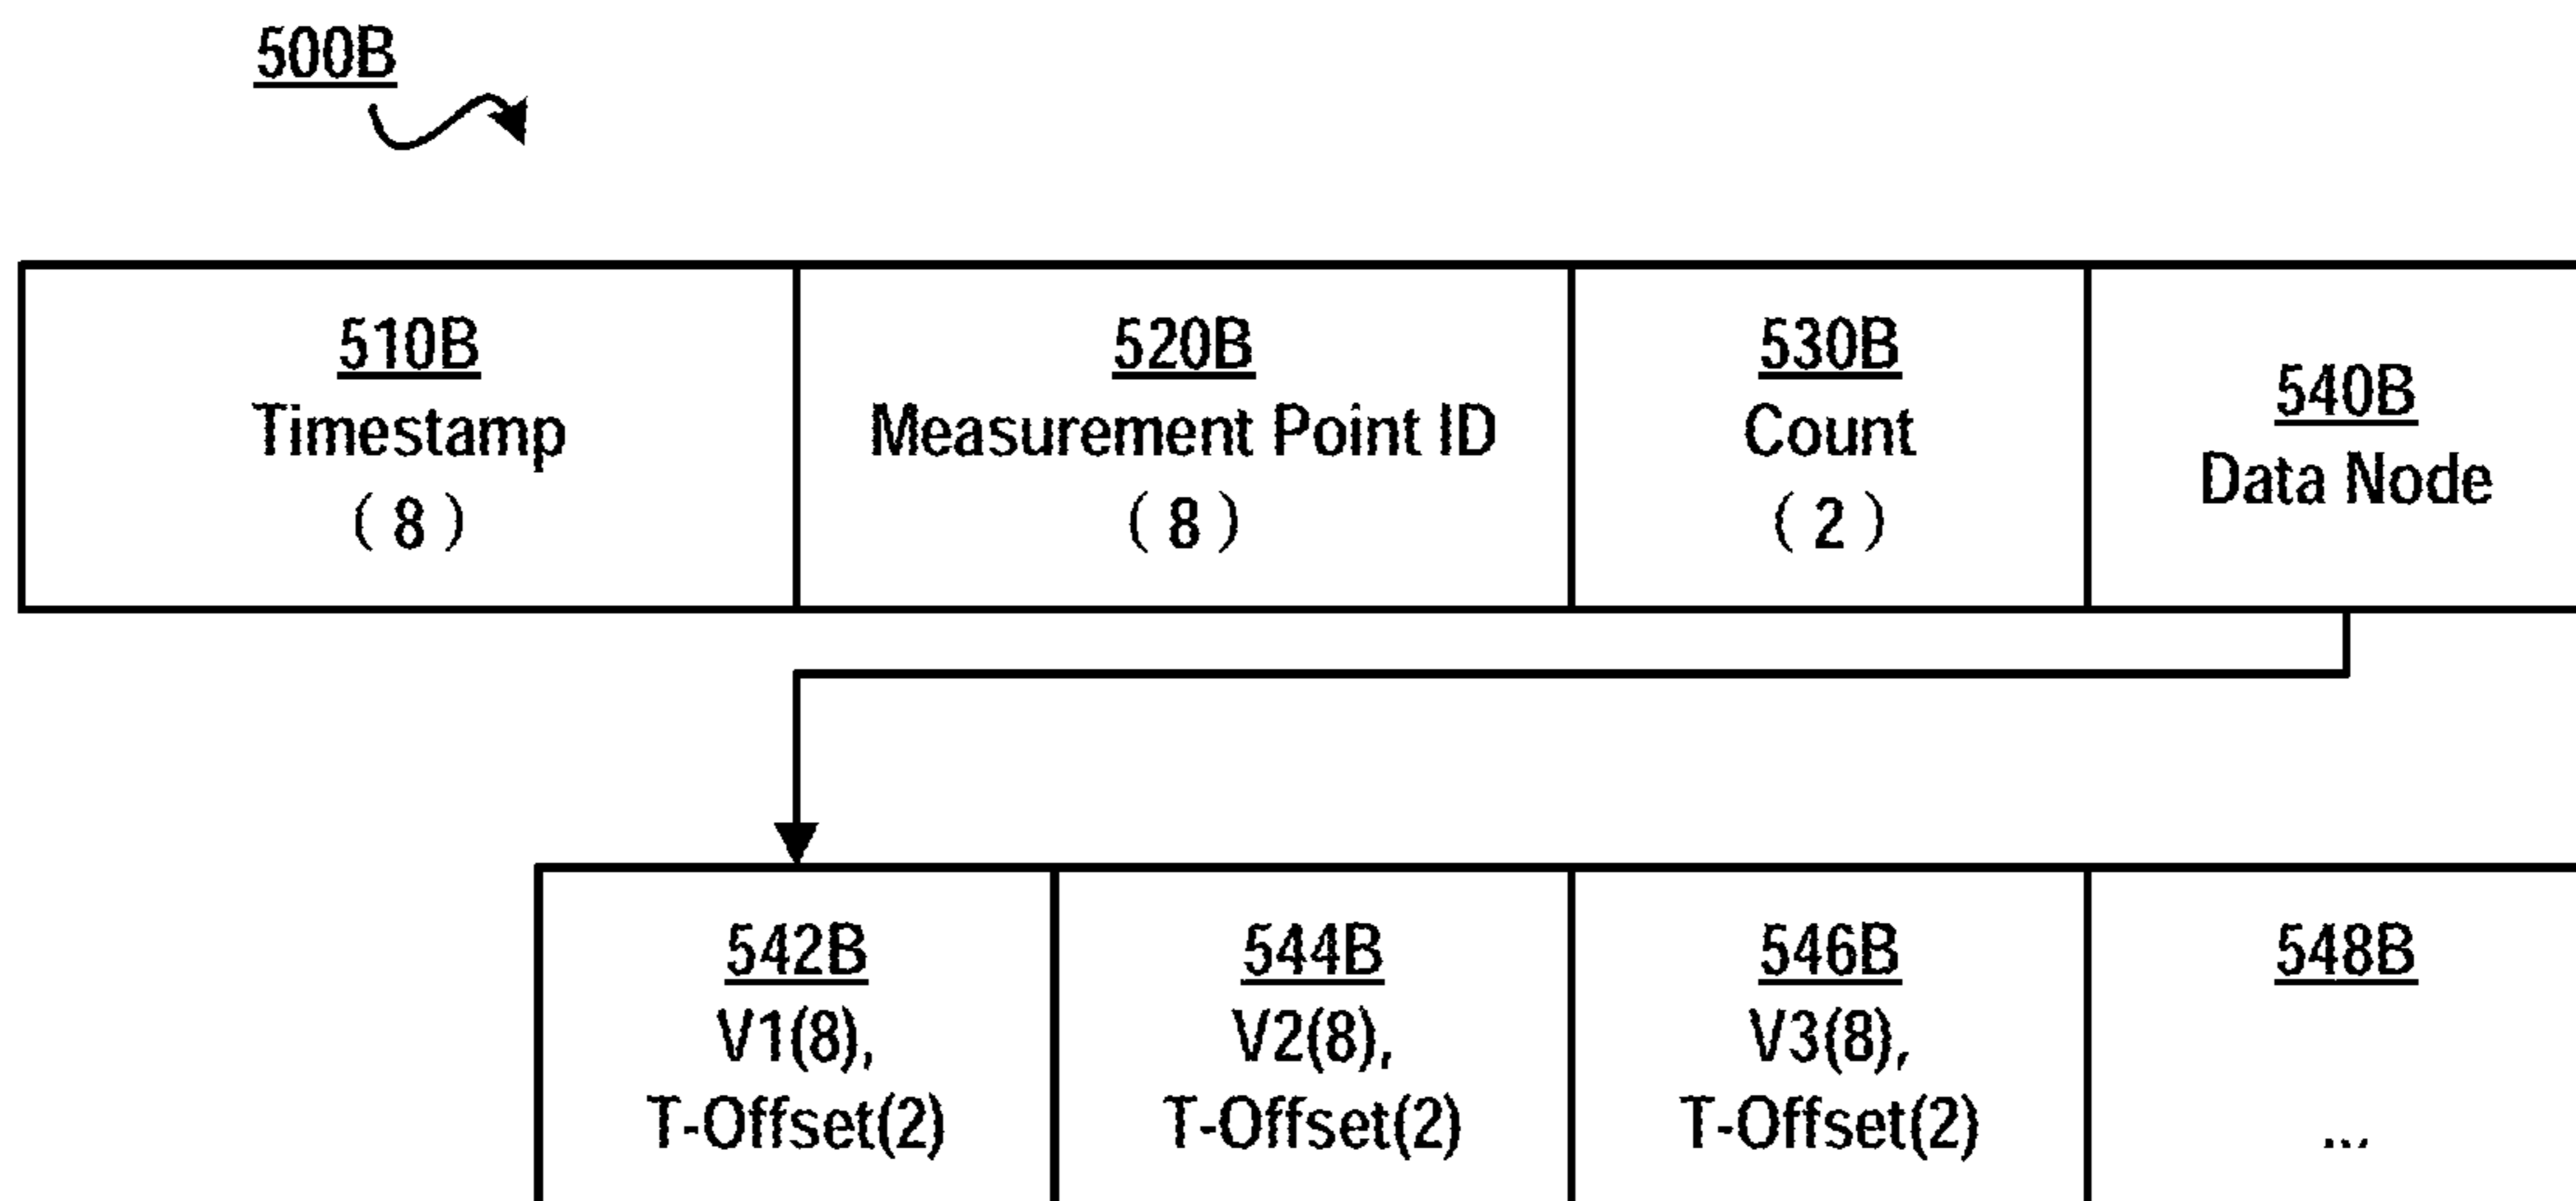 500B
510B
Timestamp
( 8 )
520B
Measurement Point ID
( 8 )
530B
Count
( 2 )
540B
Data Node
542B
V1(8),
T-Offset(2)
544B
V2(8),
T-Offset(2)
546B
V3(8),
T-Offset(2)
548B
...